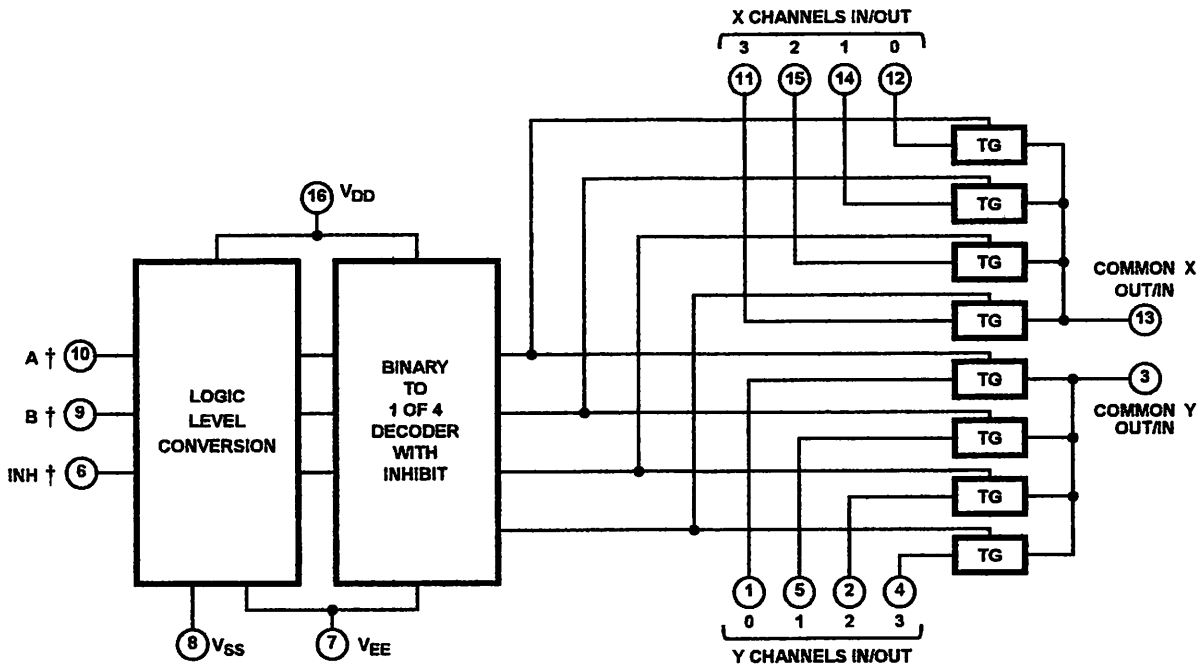 X CHANNELS IN/OUT
3 2 1 0
11 15 14 12
TG
16 VDD
TG
TG
COMMON X
OUT/IN
TG
13
A † 10
BINARY
TO
1 OF 4
DECODER
WITH
INHIBIT
LOGIC
LEVEL
CONVERSION
TG
3
B † 9
COMMON Y
OUT/IN
TG
INH † 6
TG
TG
1 5 2 4
0 1 2 3
8 VSS
7 VEE
Y CHANNELS IN/OUT